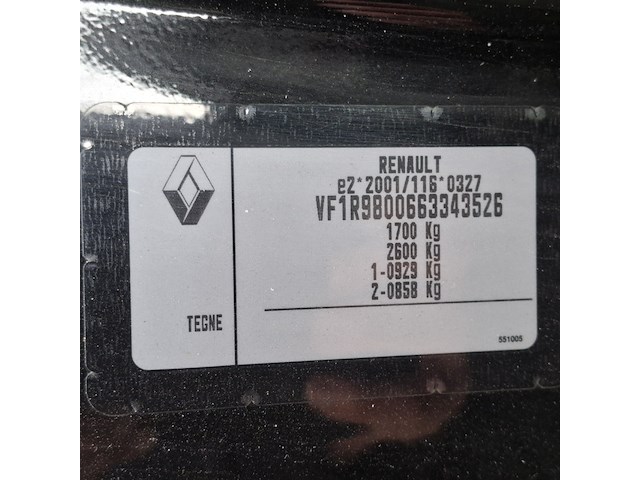 RENAULT
e2*2001/116*0327
VF1R9800663343526
1700 Kg
2600 Kg
1-0929 Kg
2-0858 Kg
TEGNE
551005